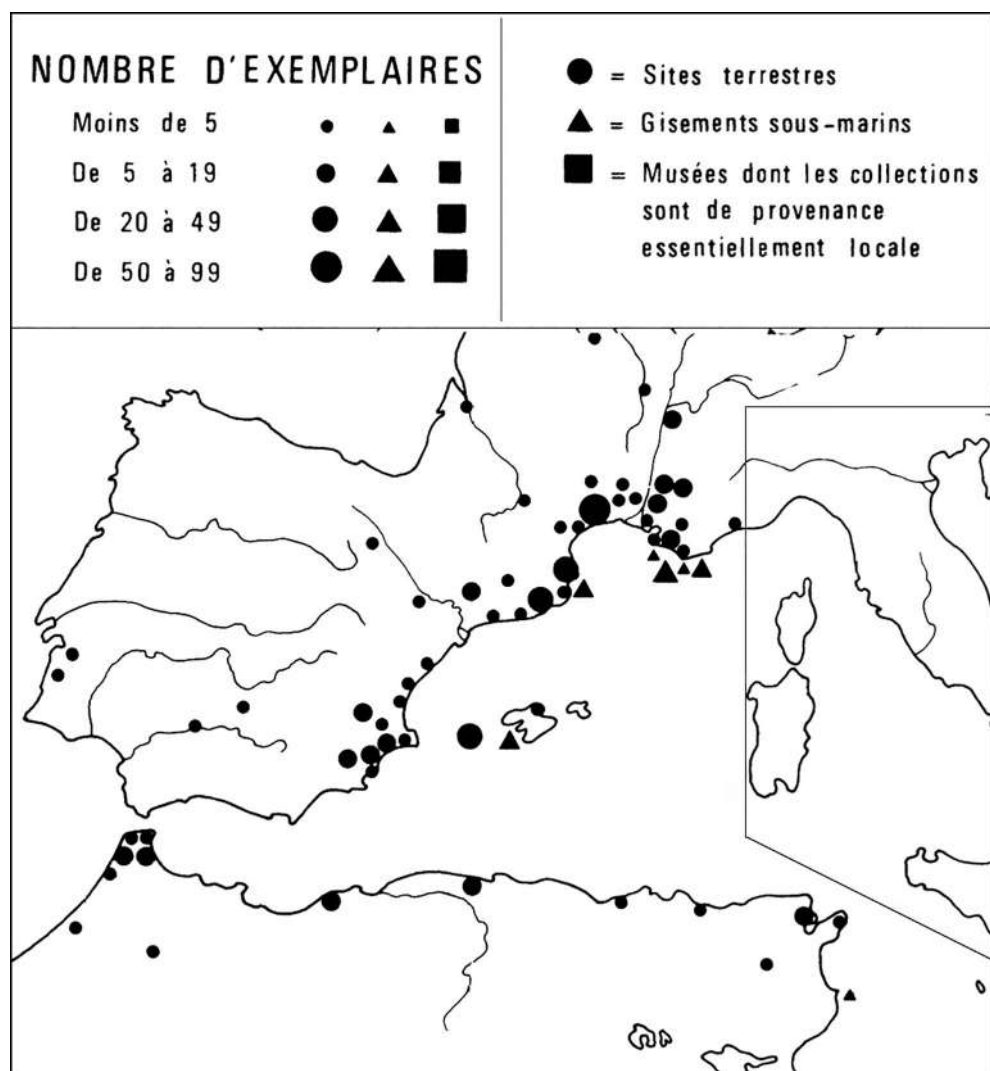 NOMBRE D'EXEMPLAIRES
Moins de 5
De 5 à 19
De 20 à 49
De 50 à 99
= Sites terrestres
= Gisements sous-marins
= Musées dont les collections
sont de provenance
essentiellement locale